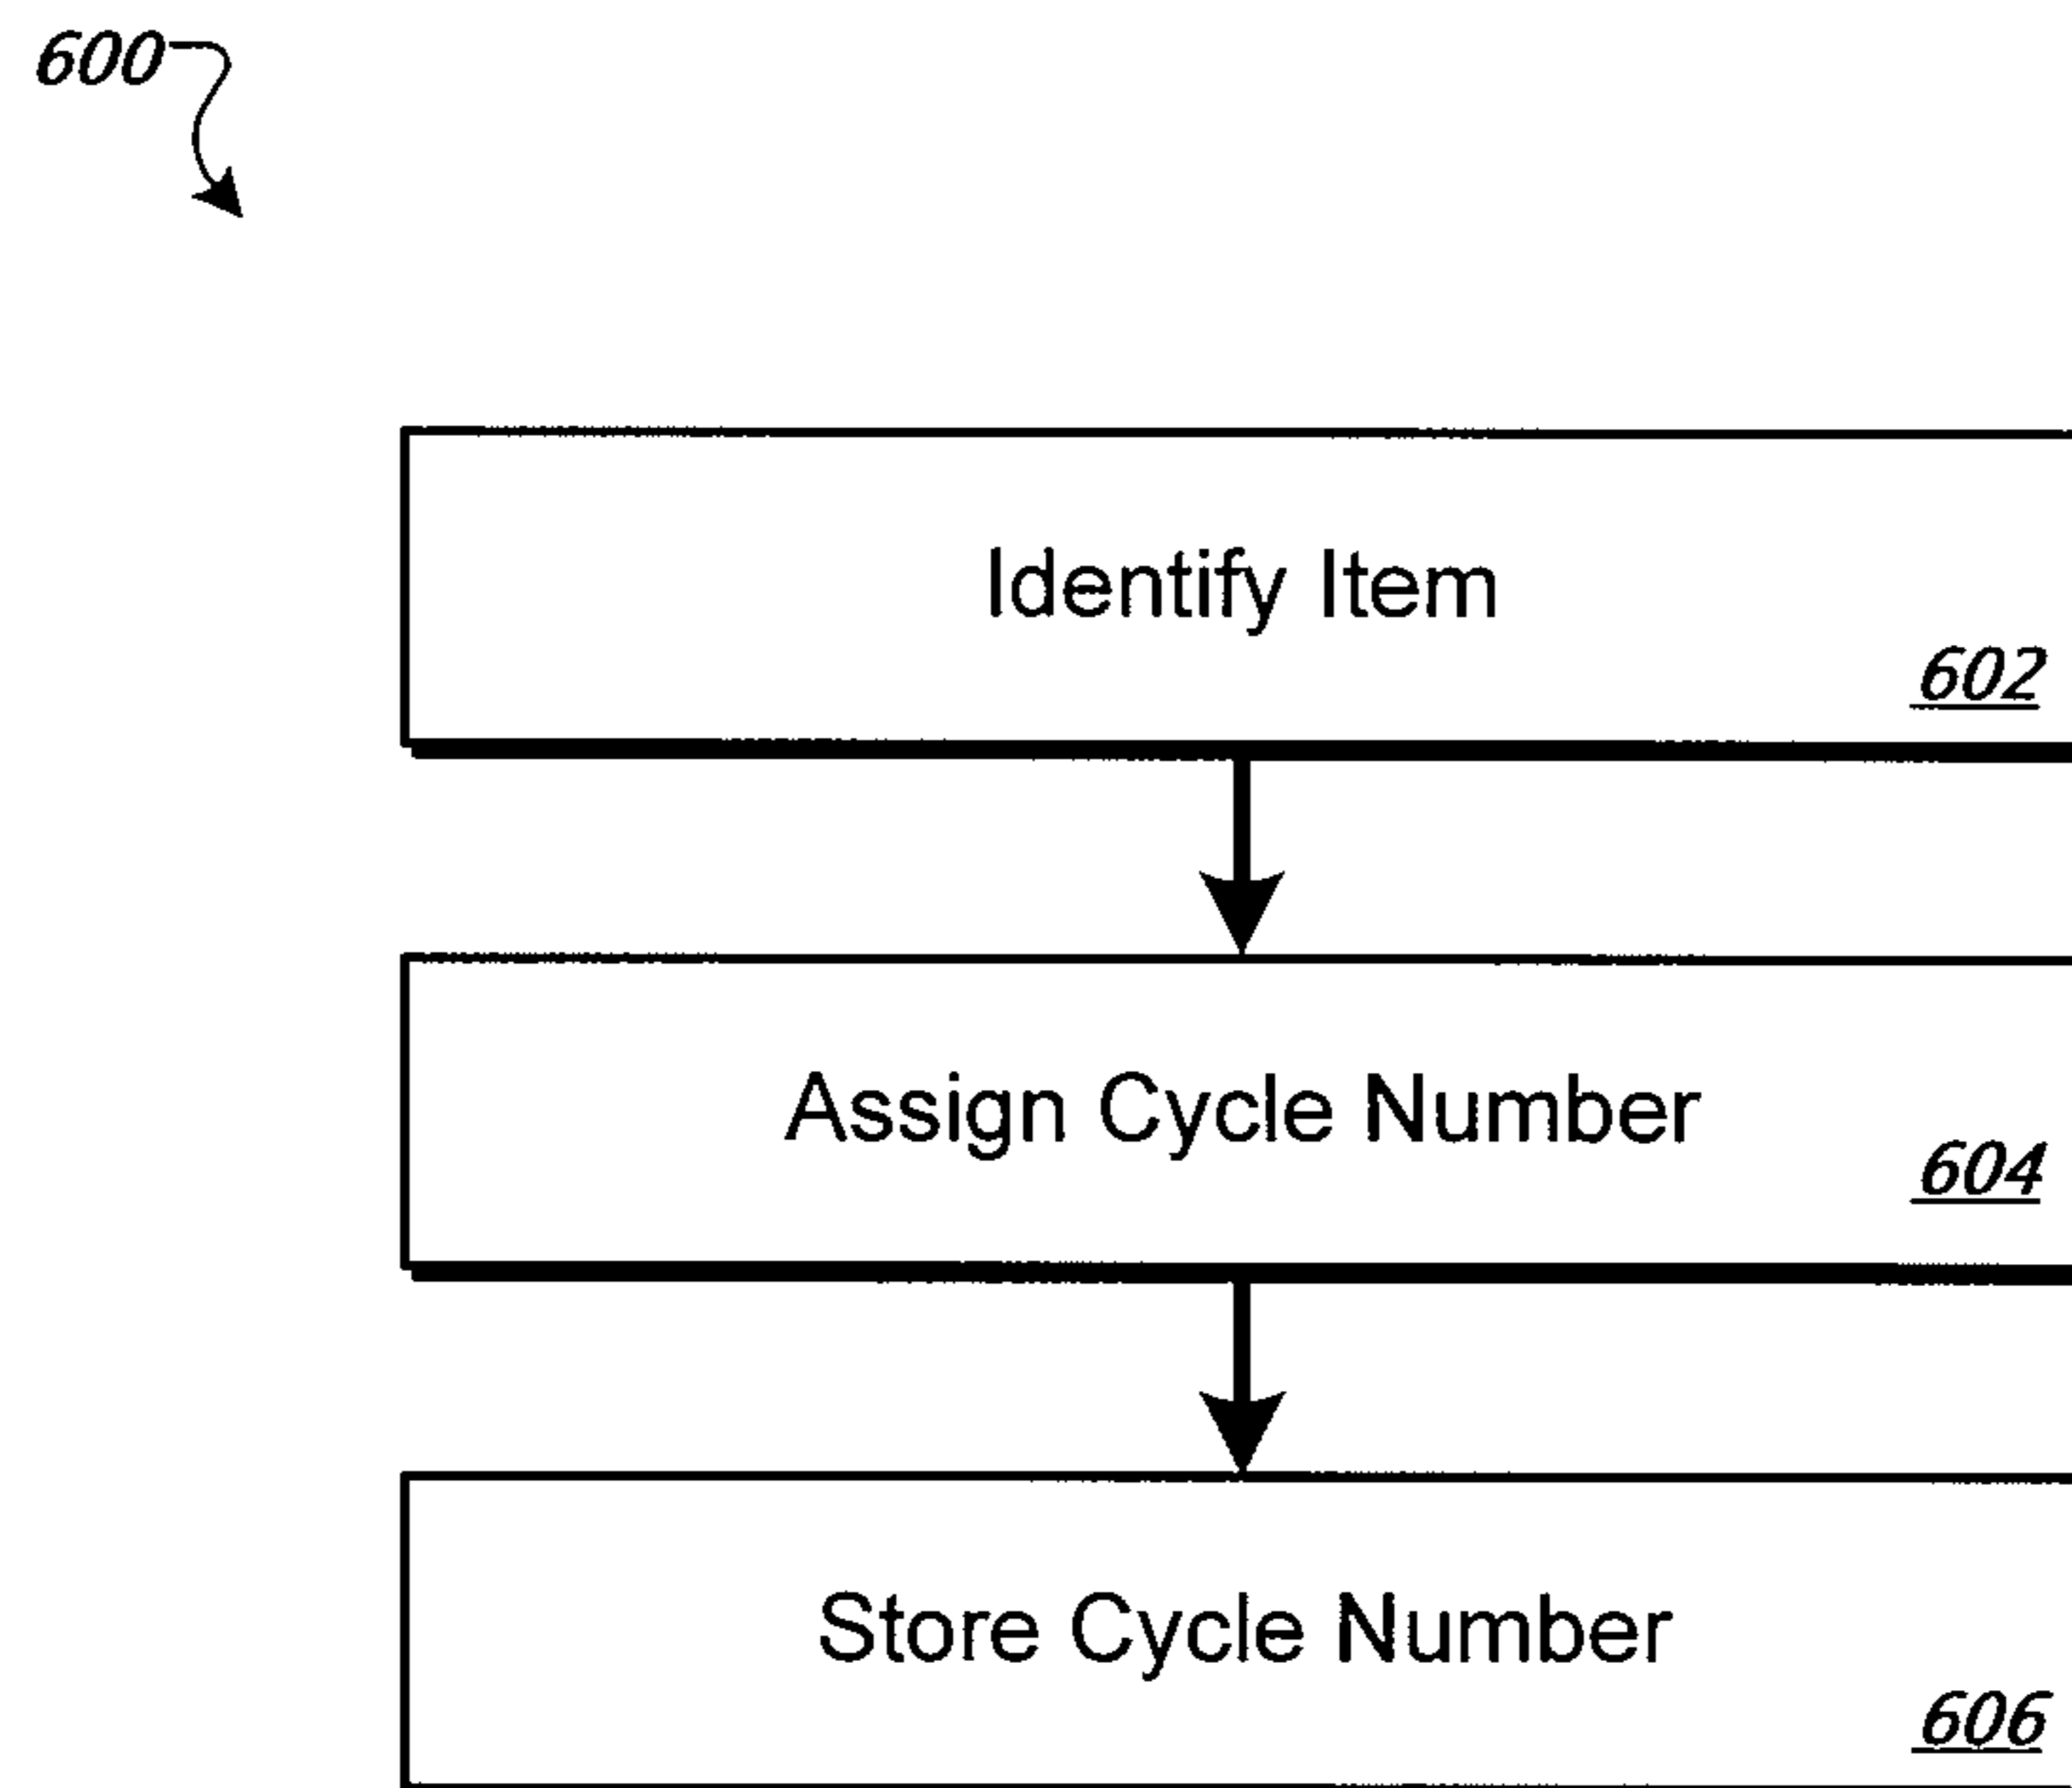 600
Identify Item
602
Assign Cycle Number
604
Store Cycle Number
606